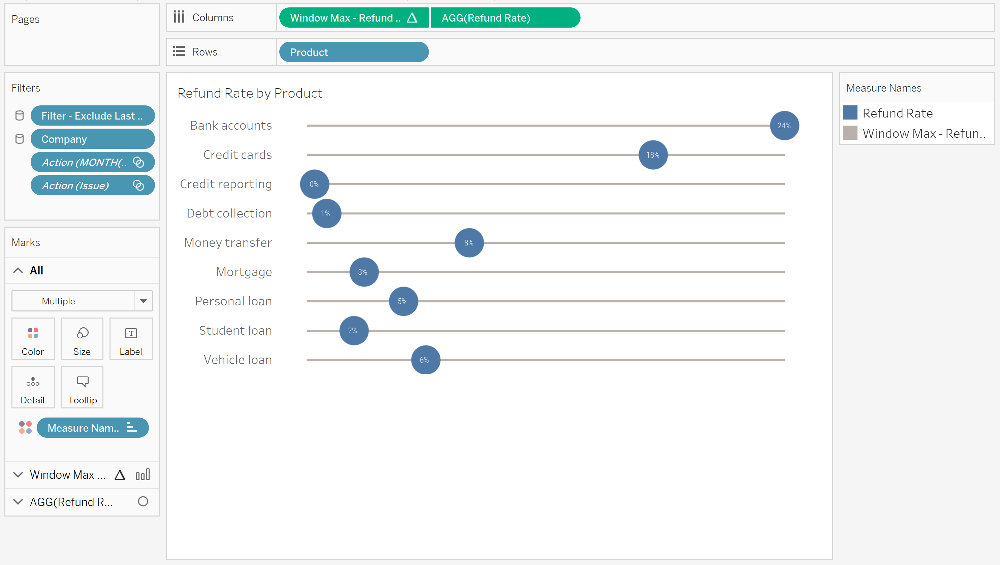 Pages
Columns
Window Max - Refund ..
AGG(Refund Rate)
Rows
Product
Filters
Filter - Exclude Last ..
Company
Action (MONTH(..
Action (Issue)
Marks
All
Multiple
Color
Size
Label
Detail
Tooltip
Measure Nam..
Window Max ...
AGG(Refund R...
Refund Rate by Product
Bank accounts 24%
Credit cards 18%
Credit reporting 0%
Debt collection 1%
Money transfer 8%
Mortgage 3%
Personal loan 5%
Student loan 2%
Vehicle loan 6%
Measure Names
Refund Rate
Window Max - Refun..